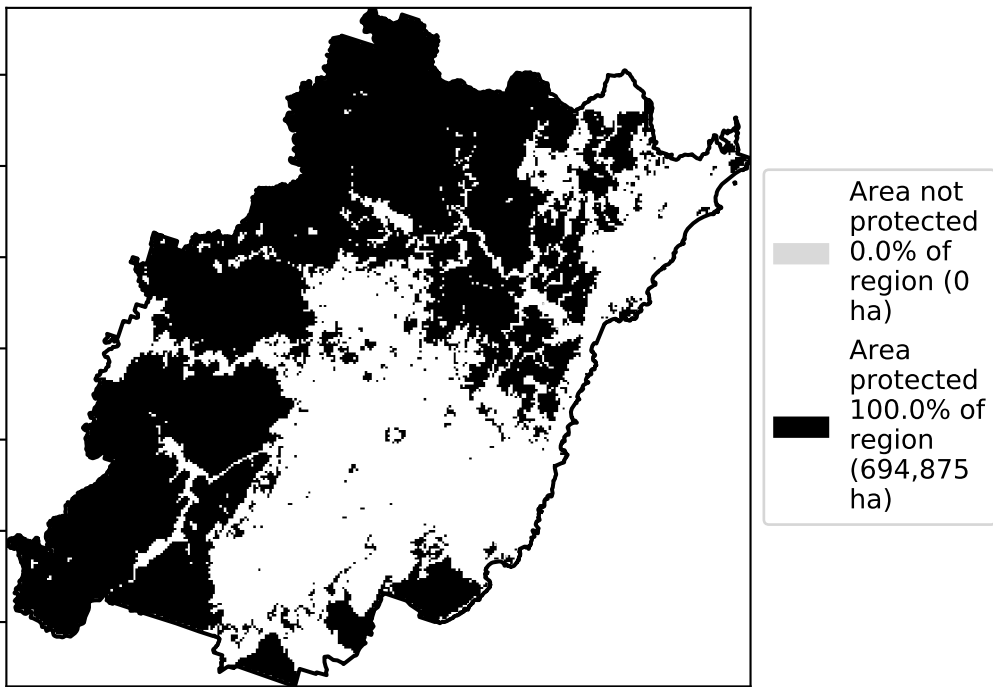 Area not
protected
0.0% of
region (0
ha)
Area
protected
100.0% of
region
(694,875
ha)